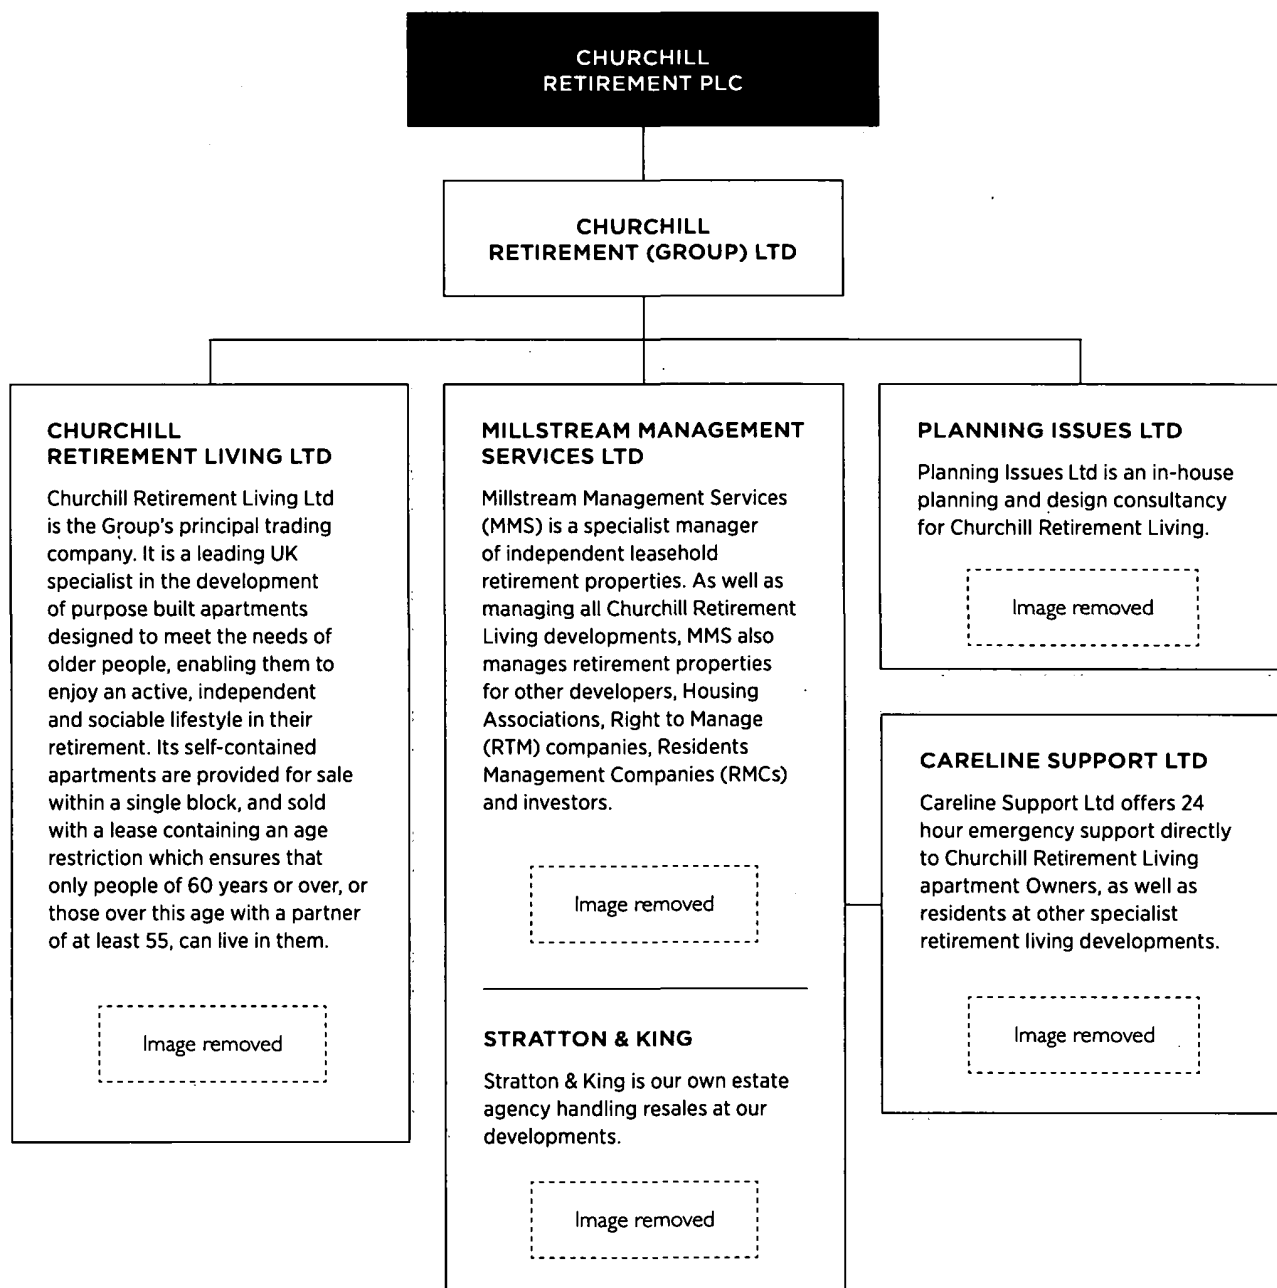 CHURCHILL
RETIREMENT PLC
CHURCHILL
RETIREMENT (GROUP) LTD
CHURCHILL
RETIREMENT LIVING LTD
Churchill Retirement Living Ltd
is the Group's principal trading
company. It is a leading UK
specialist in the development
of purpose built apartments
designed to meet the needs of
older people, enabling them to
enjoy an active, independent
and sociable lifestyle in their
retirement. Its self-contained
apartments are provided for sale
within a single block, and sold
with a lease containing an age
restriction which ensures that
only people of 60 years or over, or
those over this age with a partner
of at least 55, can live in them.
Image removed
MILLSTREAM MANAGEMENT
SERVICES LTD
Millstream Management Services
(MMS) is a specialist manager
of independent leasehold
retirement properties. As well as
managing all Churchill Retirement
Living developments, MMS also
manages retirement properties
for other developers, Housing
Associations, Right to Manage
(RTM) companies, Residents
Management Companies (RMCs)
and investors.
Image removed
STRATTON & KING
Stratton & King is our own estate
agency handling resales at our
developments.
Image removed
PLANNING ISSUES LTD
Planning Issues Ltd is an in-house
planning and design consultancy
for Churchill Retirement Living.
Image removed
CARELINE SUPPORT LTD
Careline Support Ltd offers 24
hour emergency support directly
to Churchill Retirement Living
apartment Owners, as well as
residents at other specialist
retirement living developments.
Image removed